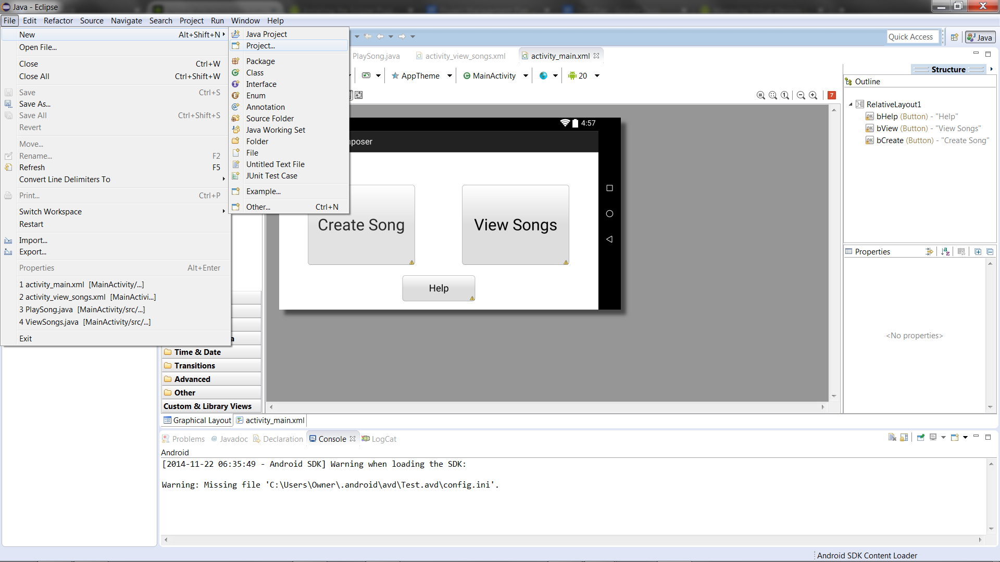 Java - Eclipse
File Edit Refactor Source Navigate Search Project Run Window Help
New Alt+Shift+N
Open File...
Close Ctrl+W
Close All Ctrl+Shift+W
Save Ctrl+S
Save As...
Save All Ctrl+Shift+S
Revert
Move...
Rename... F2
Refresh F5
Convert Line Delimiters To
Print... Ctrl+P
Switch Workspace
Restart
Import...
Export...
Properties Alt+Enter
1 activity_main.xml [MainActivity/...]
2 activity_view_songs.xml [MainActivi...]
3 PlaySong.java [MainActivity/src/...]
4 ViewSongs.java [MainActivity/src/...]
Exit
Java Project
Project...
Package
Class
Interface
Enum
Annotation
Source Folder
Java Working Set
Folder
File
Untitled Text File
JUnit Test Case
Example...
Other... Ctrl+N
Quick Access
Java
PlaySong.java activity_view_songs.xml activity_main.xml
AppTheme MainActivity 20
7
4:57
poser
Create Song
View Songs
Help
a
Time & Date
Transitions
Advanced
Other
Custom & Library Views
Graphical Layout activity_main.xml
Structure
Outline
RelativeLayout1
bHelp (Button) - "Help"
bView (Button) - "View Songs"
bCreate (Button) - "Create Song"
Properties
<No properties>
Problems @ Javadoc Declaration Console LogCat
Android
[2014-11-22 06:35:49 - Android SDK] Warning when loading the SDK:
Warning: Missing file 'C:\Users\Owner\.android\avd\Test.avd\config.ini'.
Android SDK Content Loader